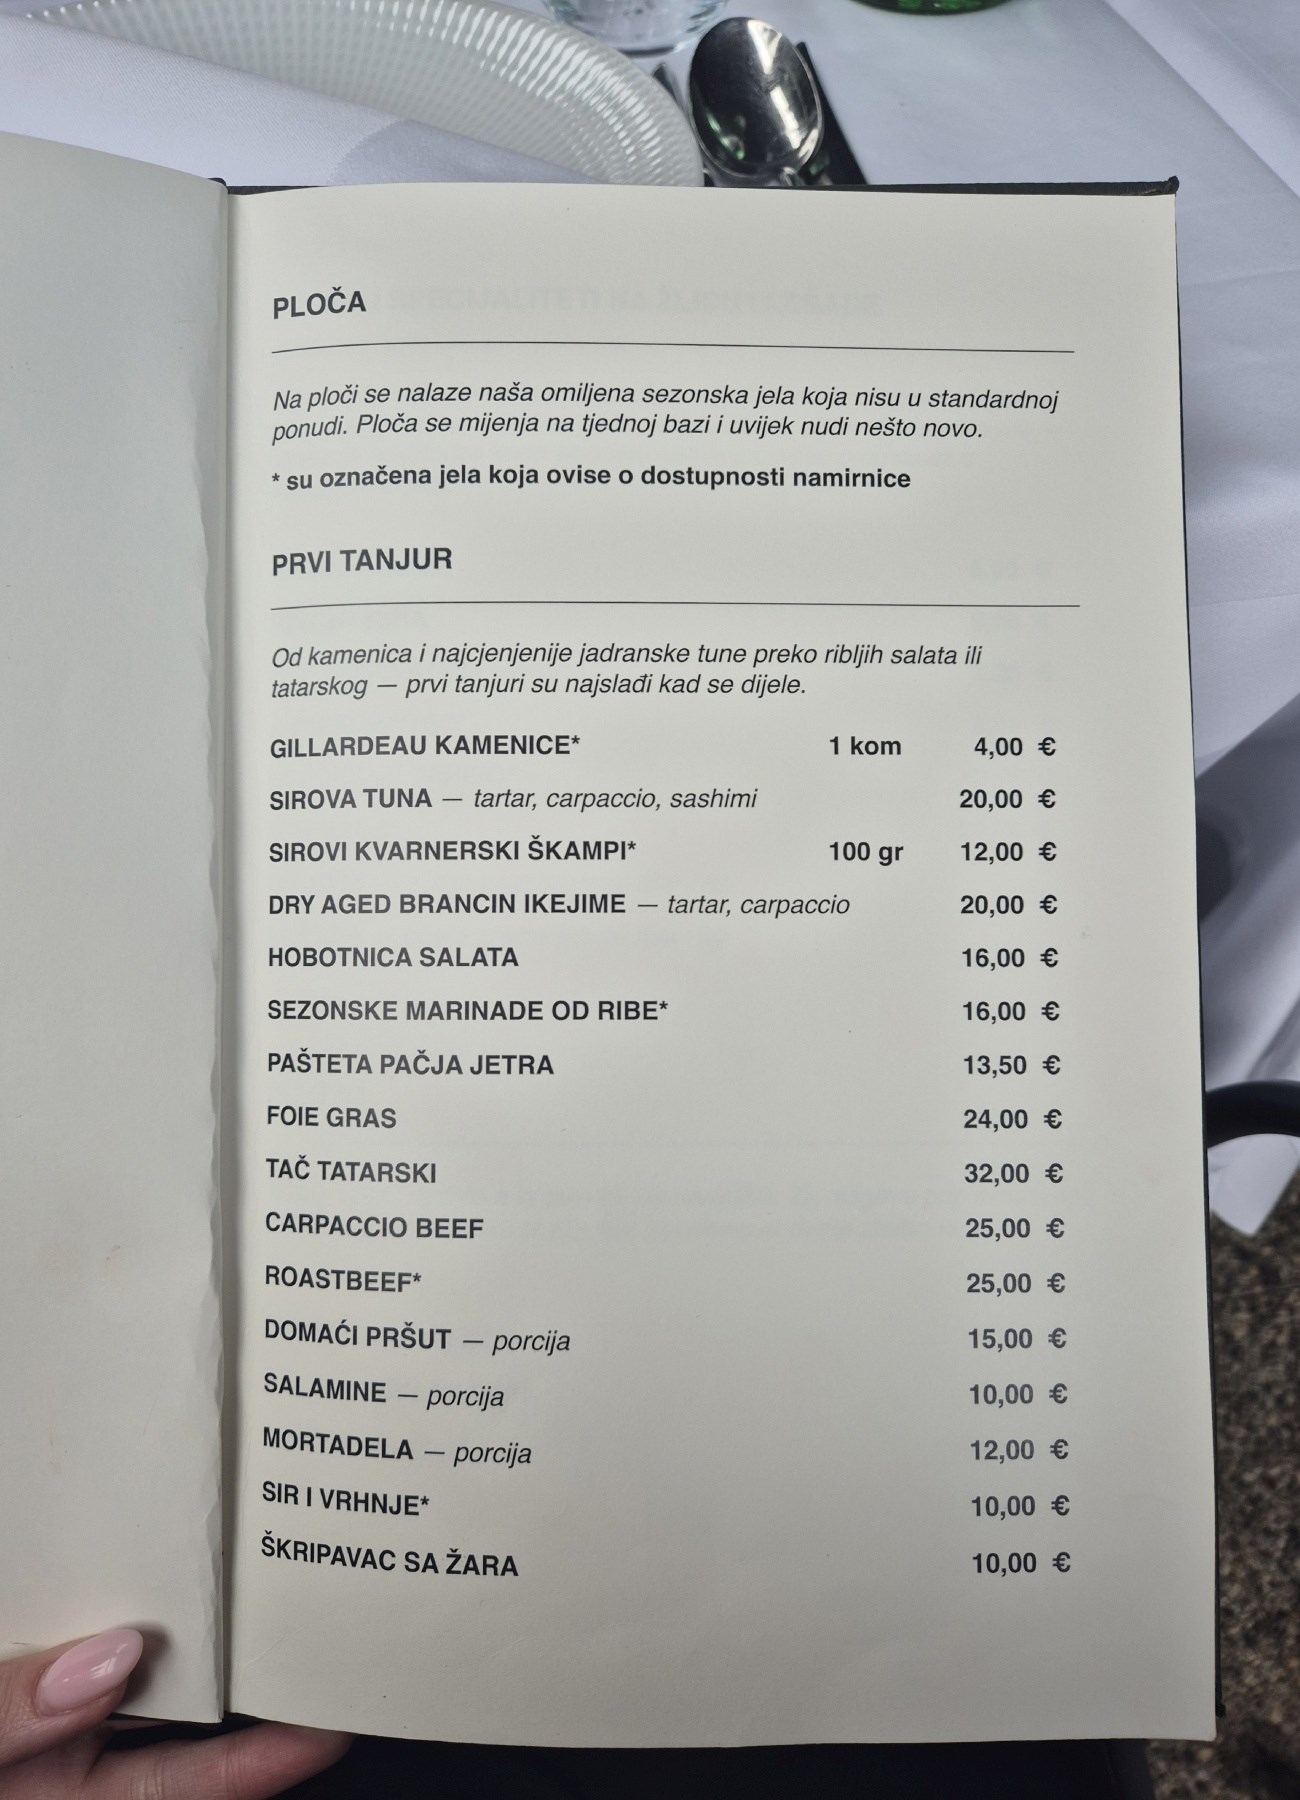 PLOČA
Na ploči se nalaze naša omiljena sezonska jela koja nisu u standardnoj
ponudi. Ploča se mijenja na tjednoj bazi i uvijek nudi nešto novo.
* su označena jela koja ovise o dostupnosti namirnice
PRVI TANJUR
Od kamenica i najcjenjenije jadranske tune preko ribljih salata ili
tatarskog — prvi tanjuri su najslađi kad se dijele.
GILLARDEAU KAMENICE* 1 kom 4,00 €
SIROVA TUNA — tartar, carpaccio, sashimi 20,00 €
SIROVI KVARNERSKI ŠKAMPI* 100 gr 12,00 €
DRY AGED BRANCIN IKEJIME — tartar, carpaccio 20,00 €
HOBOTNICA SALATA 16,00 €
SEZONSKE MARINADE OD RIBE* 16,00 €
PAŠTETA PAČJA JETRA 13,50 €
FOIE GRAS 24,00 €
TAČ TATARSKI 32,00 €
CARPACCIO BEEF 25,00 €
ROASTBEEF* 25,00 €
DOMAĆI PRŠUT — porcija 15,00 €
SALAMINE — porcija 10,00 €
MORTADELA — porcija 12,00 €
SIR I VRHNJE* 10,00 €
ŠKRIPAVAC SA ŽARA 10,00 €